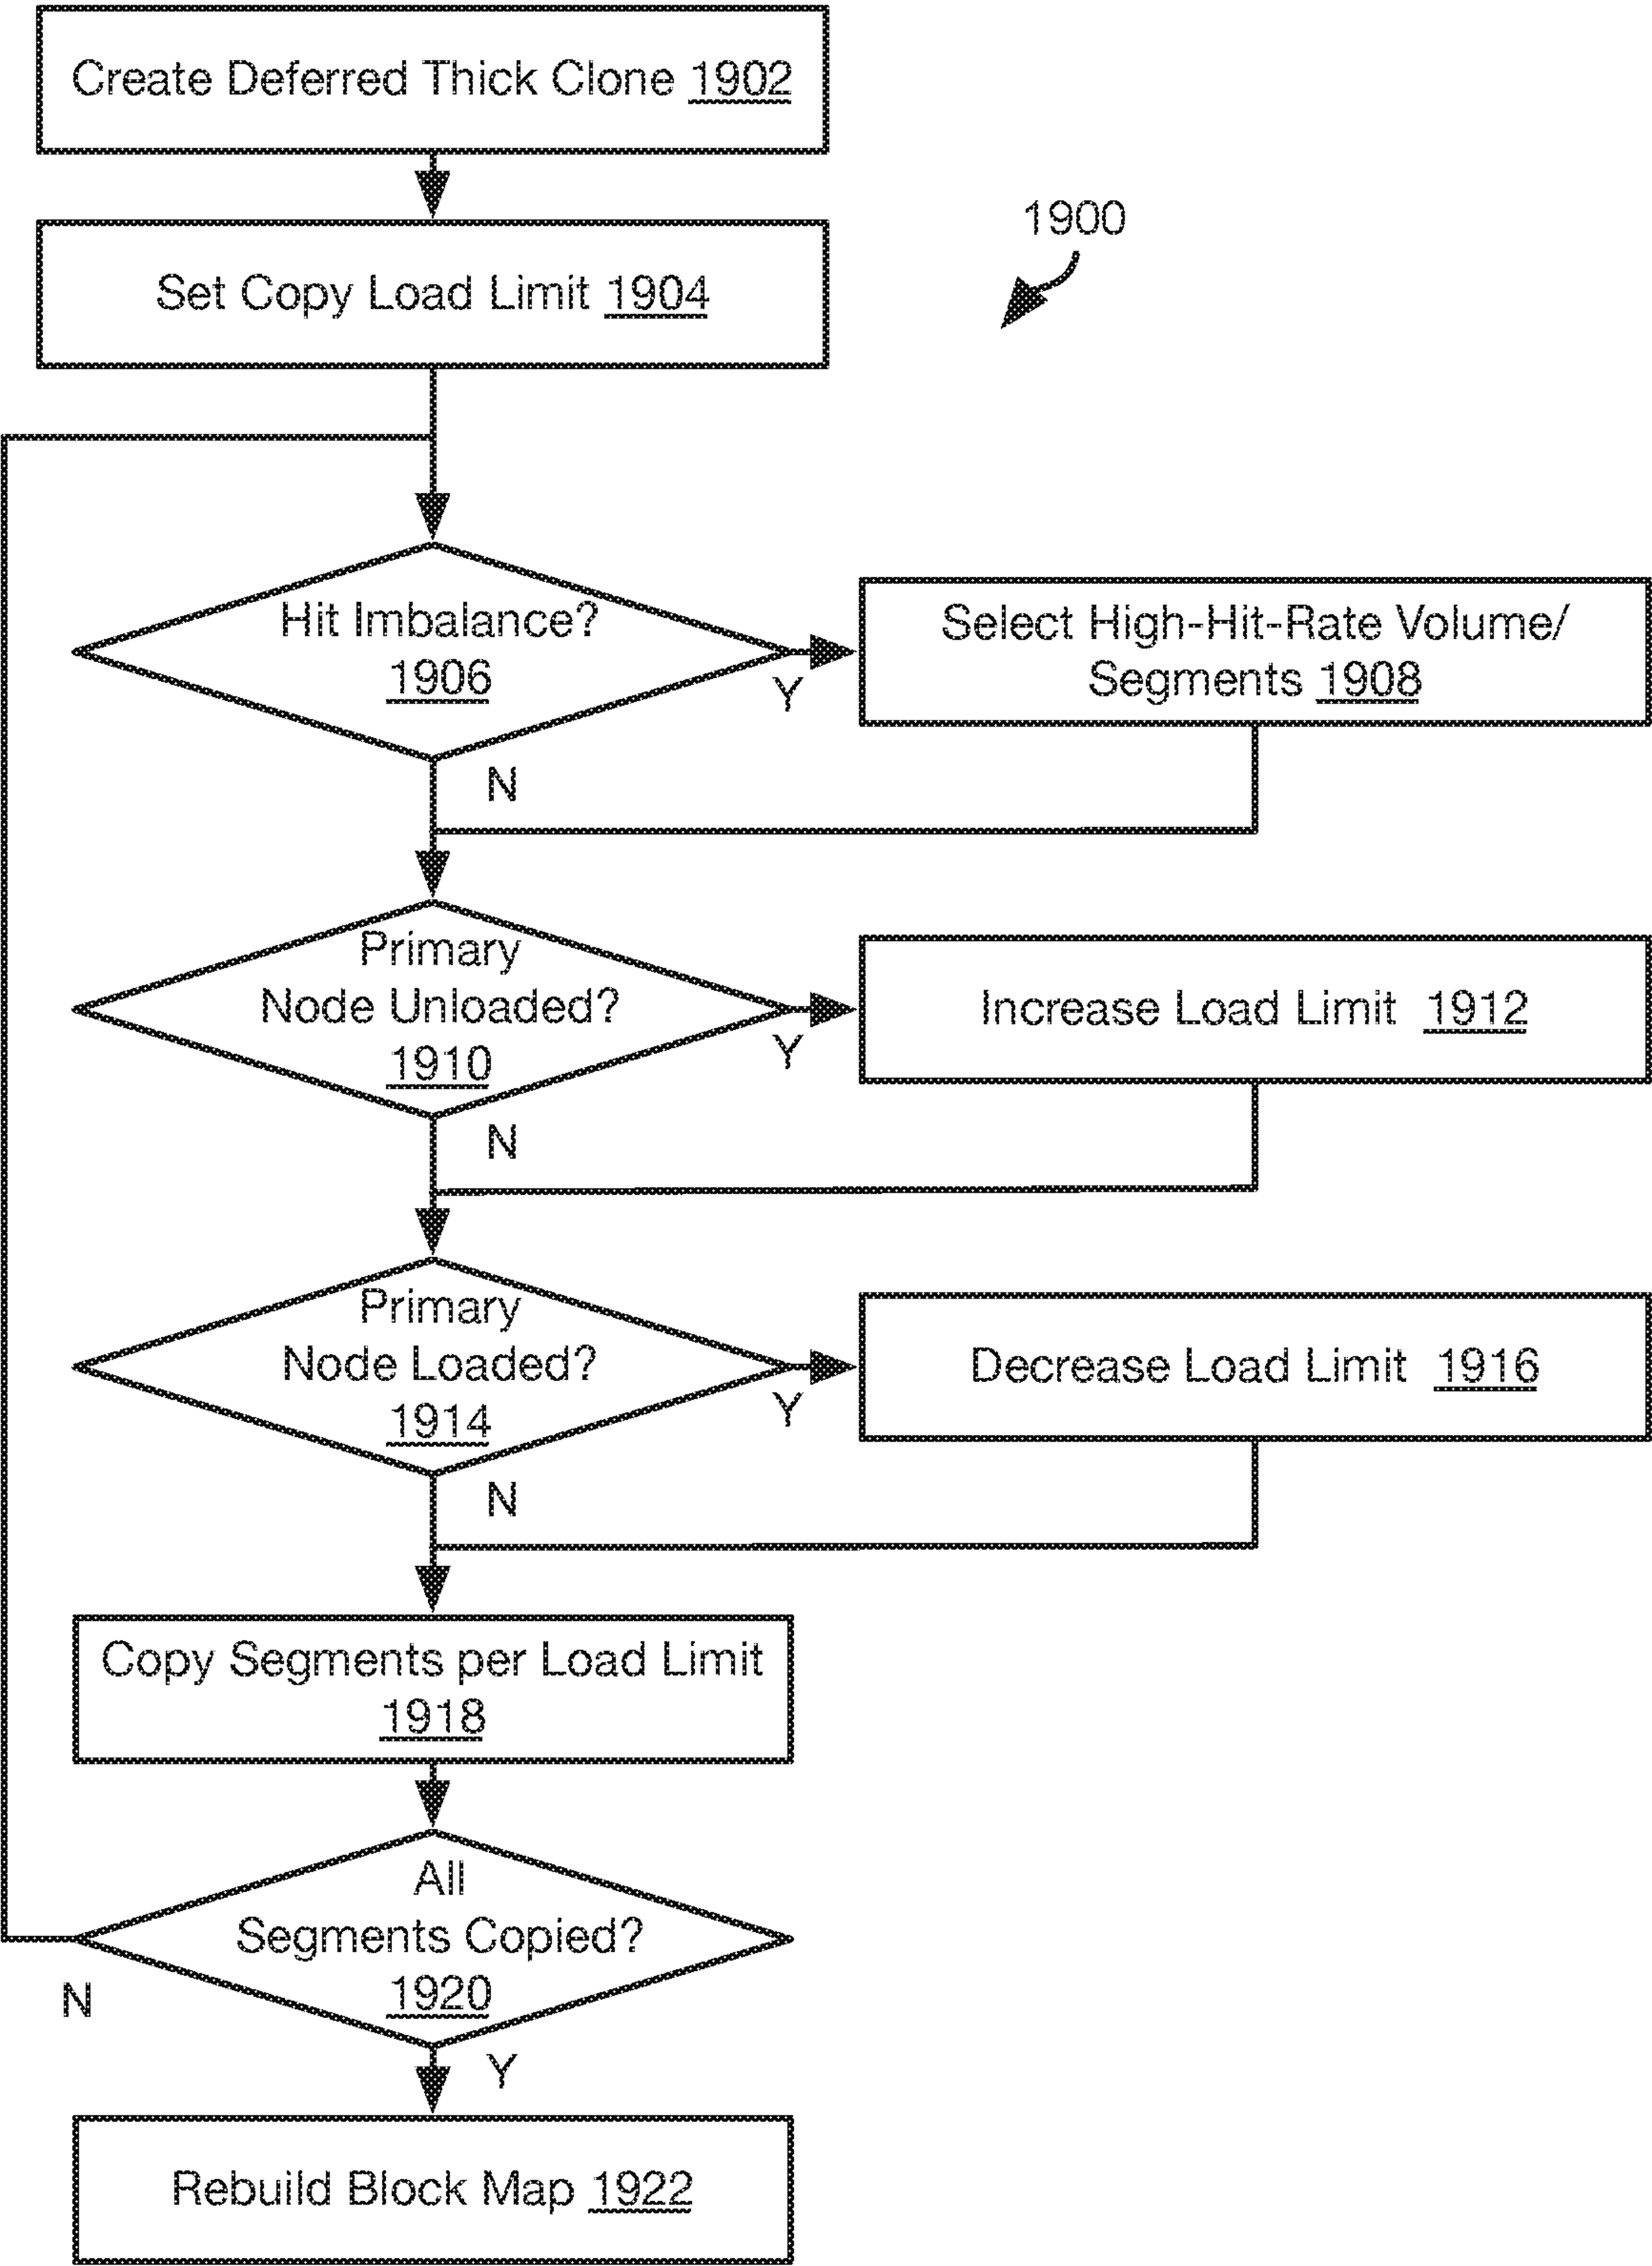 Create Deferred Thick Clone 1902
1900
Set Copy Load Limit 1904
Hit Imbalance?
1906
Y
N
Select High-Hit-Rate Volume/
Segments 1908
Primary
Node Unloaded?
1910
Y
N
Increase Load Limit 1912
Primary
Node Loaded?
1914
Y
N
Decrease Load Limit 1916
Copy Segments per Load Limit
1918
All
Segments Copied?
1920
N
Y
Rebuild Block Map 1922